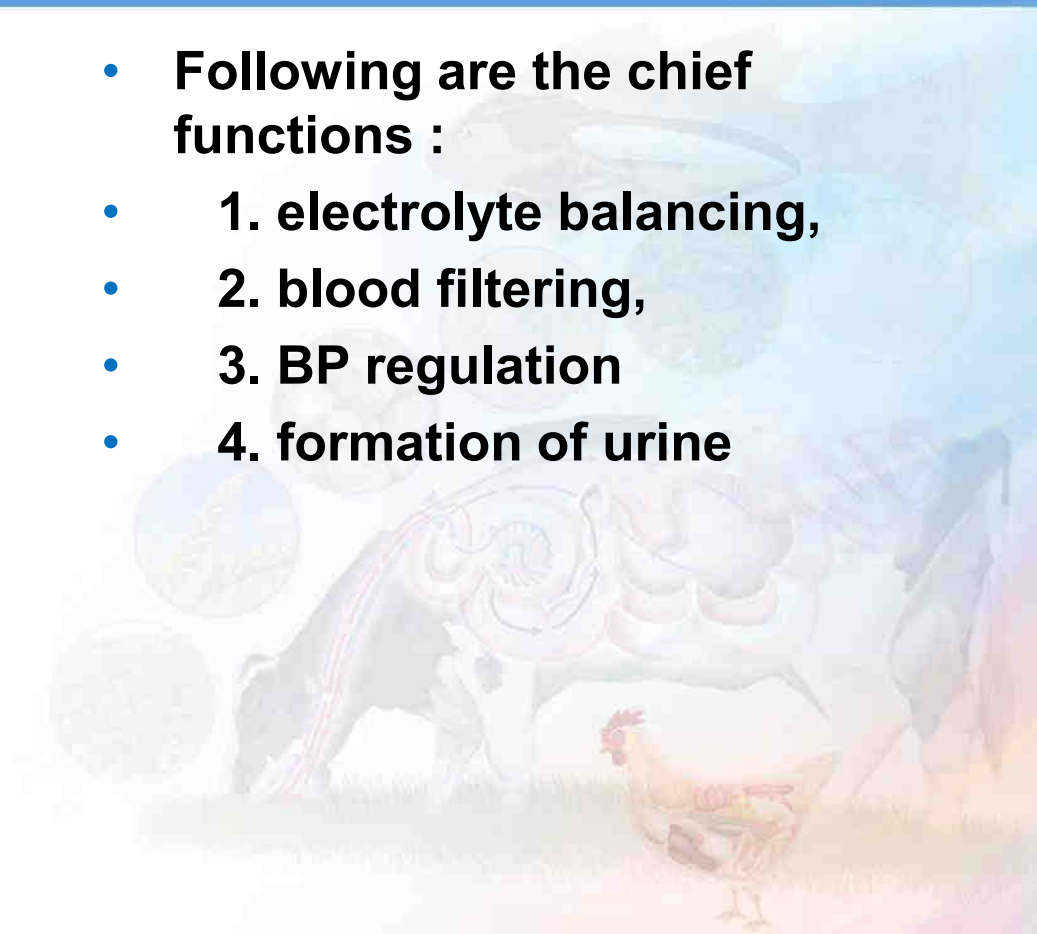 • Following are the chief
functions :
• 1. electrolyte balancing,
• 2. blood filtering,
• 3. BP regulation
• 4. formation of urine